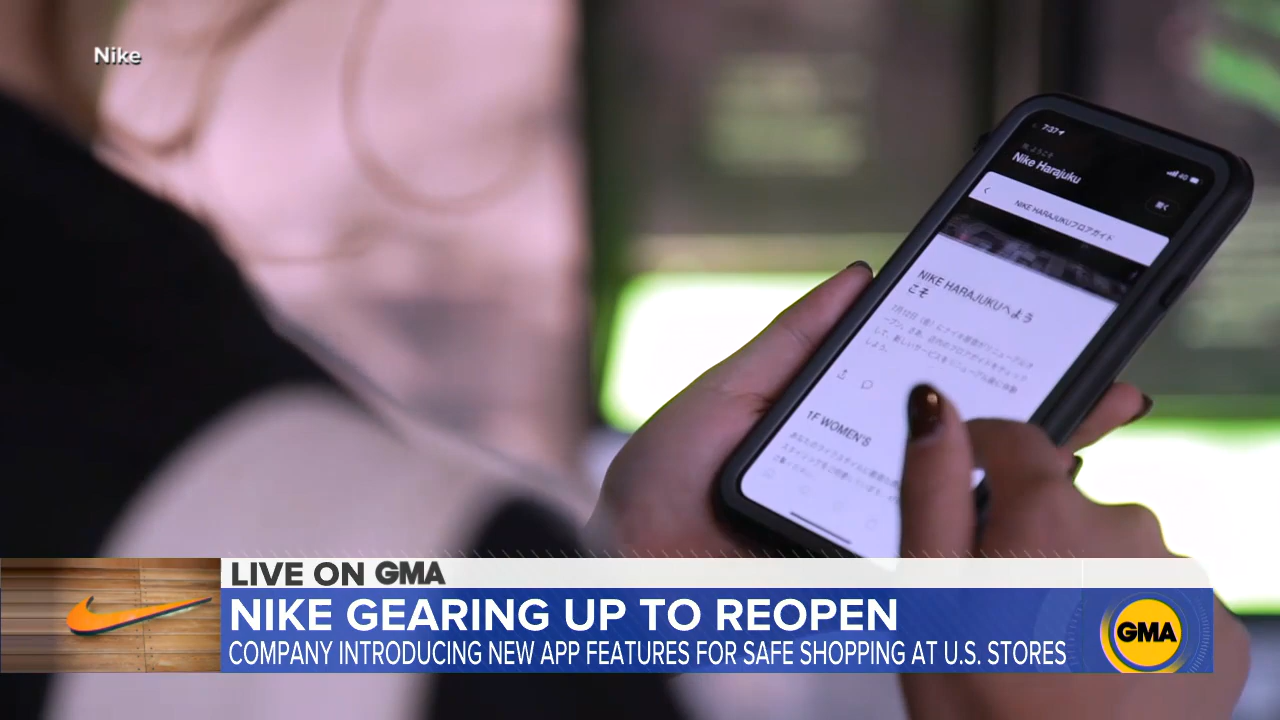 Nike
7:37
Nike Harajuku
NIKE HARAJUKUフロアガイド
NIKE HARAJUKUへよう
こそ
1F WOMEN'S
LIVE ON GMA
NIKE GEARING UP TO REOPEN
COMPANY INTRODUCING NEW APP FEATURES FOR SAFE SHOPPING AT U.S. STORES
GMA